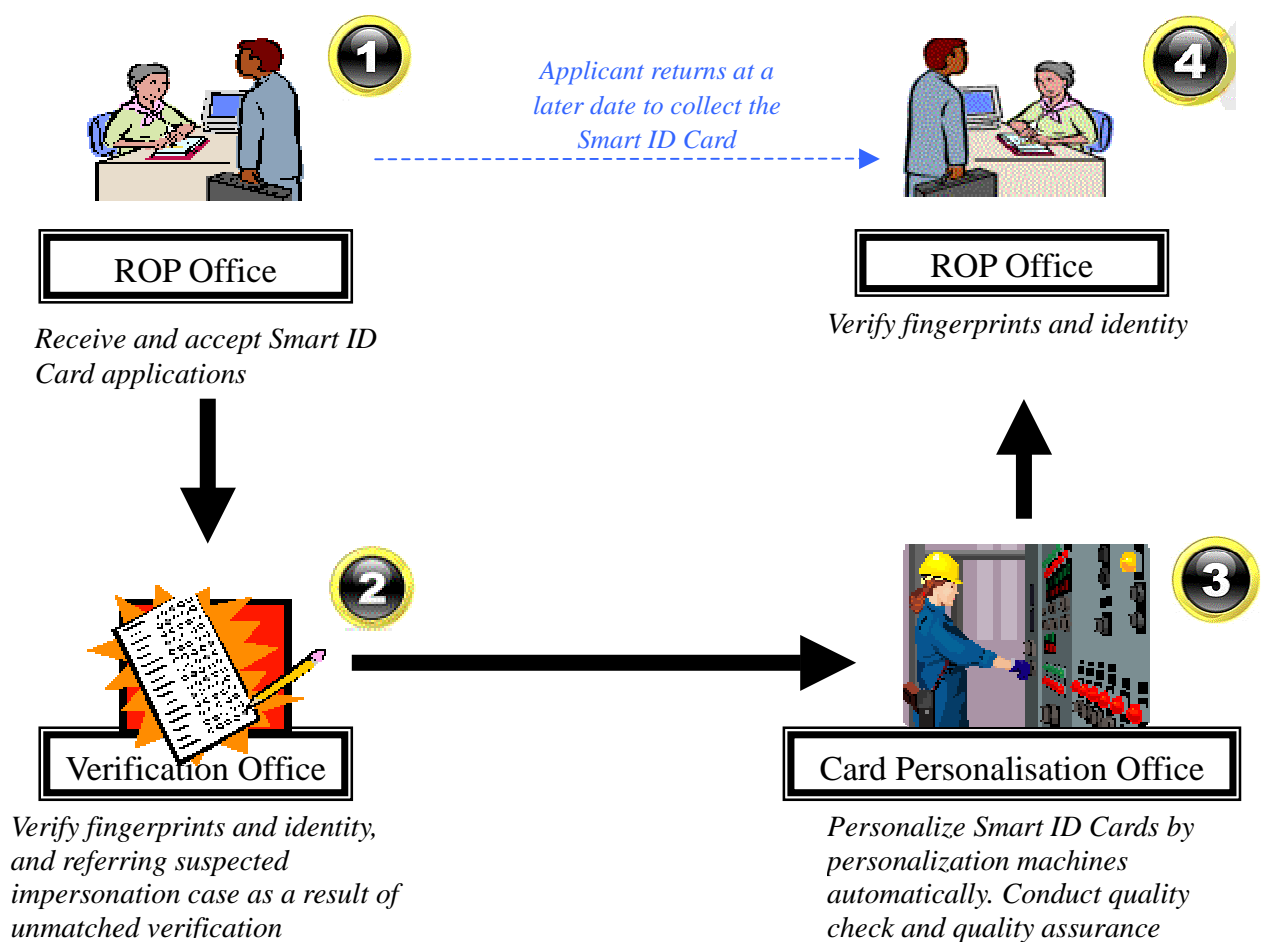 1
Applicant returns at a
later date to collect the
Smart ID Card
4
ROP Office
Receive and accept Smart ID
Card applications
ROP Office
Verify fingerprints and identity
2
Verification Office
Verify fingerprints and identity,
and referring suspected
impersonation case as a result of
unmatched verification
3
Card Personalisation Office
Personalize Smart ID Cards by
personalization machines
automatically. Conduct quality
check and quality assurance